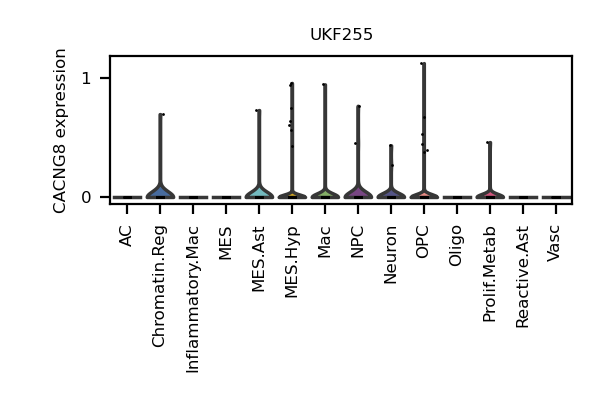 UKF255
CACNG8 expression
1
0
AC
Chromatin.Reg
Inflammatory.Mac
MES
MES.Ast
MES.Hyp
Mac
NPC
Neuron
OPC
Oligo
Prolif.Metab
Reactive.Ast
Vasc